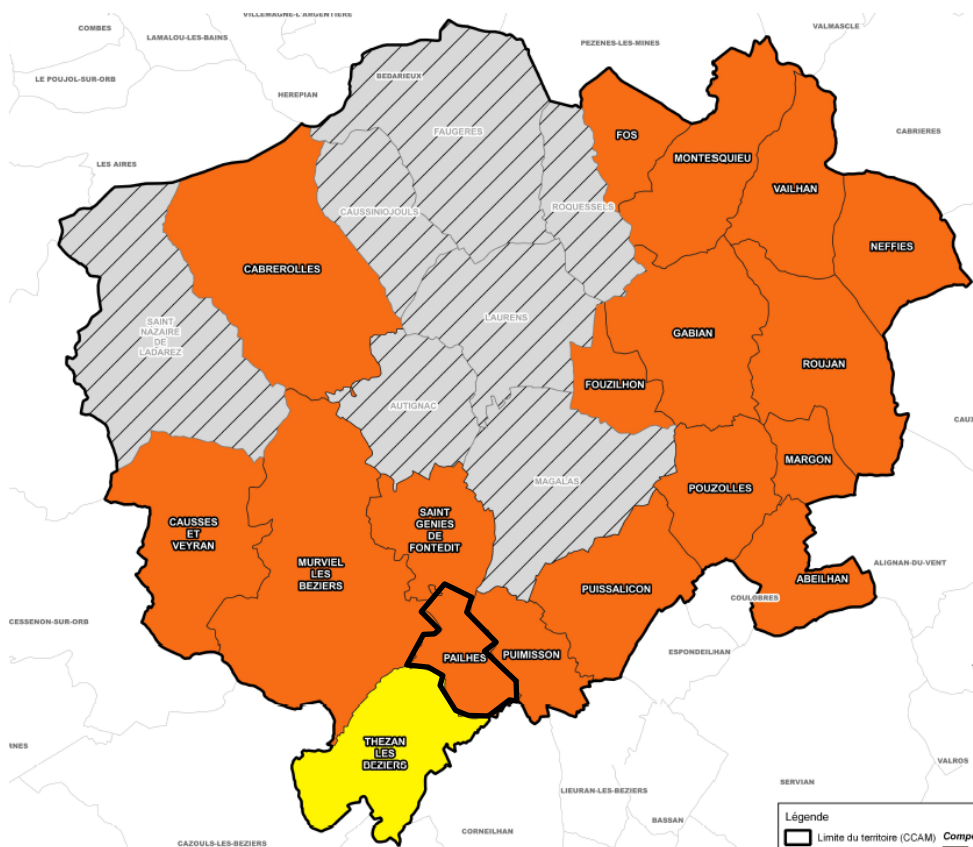 VILLEMAGNE-L'ARGENTIERE
COMBES
VALMASCLE
LAMALOU-LES-BAINS
PEZENES-LES-MINES
LE POUJOL-SUR-ORB
BEDARIEUX
HEREPIAN
FAUGERES
FOS
CABRIERES
MONTESQUIEU
LES AIRES
VAILHAN
ROQUESSELS
CAUSSINIOJOULS
NEFFIES
CABREROLLES
LAURENS
SAINT
NAZAIRE
DE
LADAREZ
GABIAN
ROUJAN
FOUZILHON
AUTIGNAC
MARGON
MAGALAS
POUZOLLES
SAINT
GENIES
DE
FONTEDIT
CAUSSES
ET
VEYRAN
MURVIEL
LES
BEZIERS
ALIGNAN-DU-VENT
ABEILHAN
PUISSALICON
COULOBRES
CESSENON-SUR-ORB
ESPONDEILHAN
PAILHES
PUIMISSON
THEZAN
LES
BEZIERS
VALROS
SERVIAN
LIEURAN-LES-BEZIERS
BASSAN
CORNEILHAN
CAZOULS-LES-BEZIERS
Légende
Limite du territoire (CCAM)